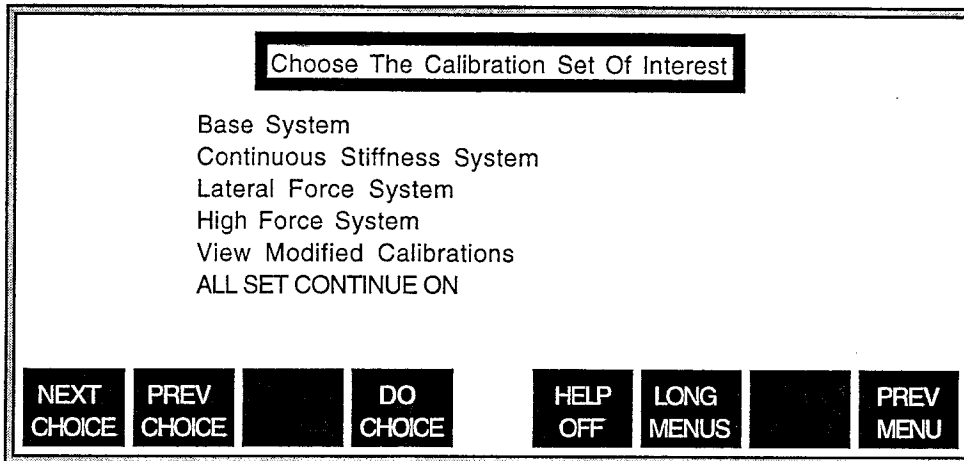 Choose The Calibration Set Of Interest
Base System
Continuous Stiffness System
Lateral Force System
High Force System
View Modified Calibrations
ALL SET CONTINUE ON
NEXT CHOICE
PREV CHOICE
DO CHOICE
HELP OFF
LONG MENUS
PREV MENU